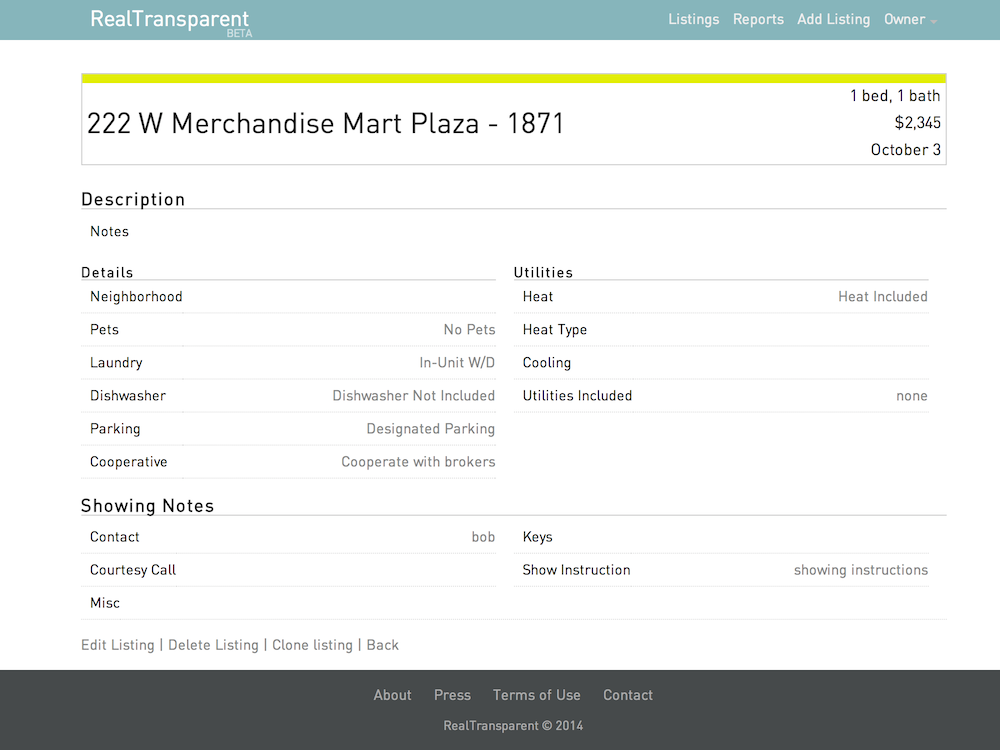 RealTransparent
BETA
Listings Reports Add Listing Owner
222 W Merchandise Mart Plaza - 1871
1 bed, 1 bath
$2,345
October 3
Description
Notes
Details
Neighborhood
Pets No Pets
Laundry In-Unit W/D
Dishwasher Dishwasher Not Included
Parking Designated Parking
Cooperative Cooperate with brokers
Utilities
Heat Heat Included
Heat Type
Cooling
Utilities Included none
Showing Notes
Contact bob
Courtesy Call
Misc
Keys
Show Instruction showing instructions
Edit Listing | Delete Listing | Clone listing | Back
About Press Terms of Use Contact
RealTransparent © 2014